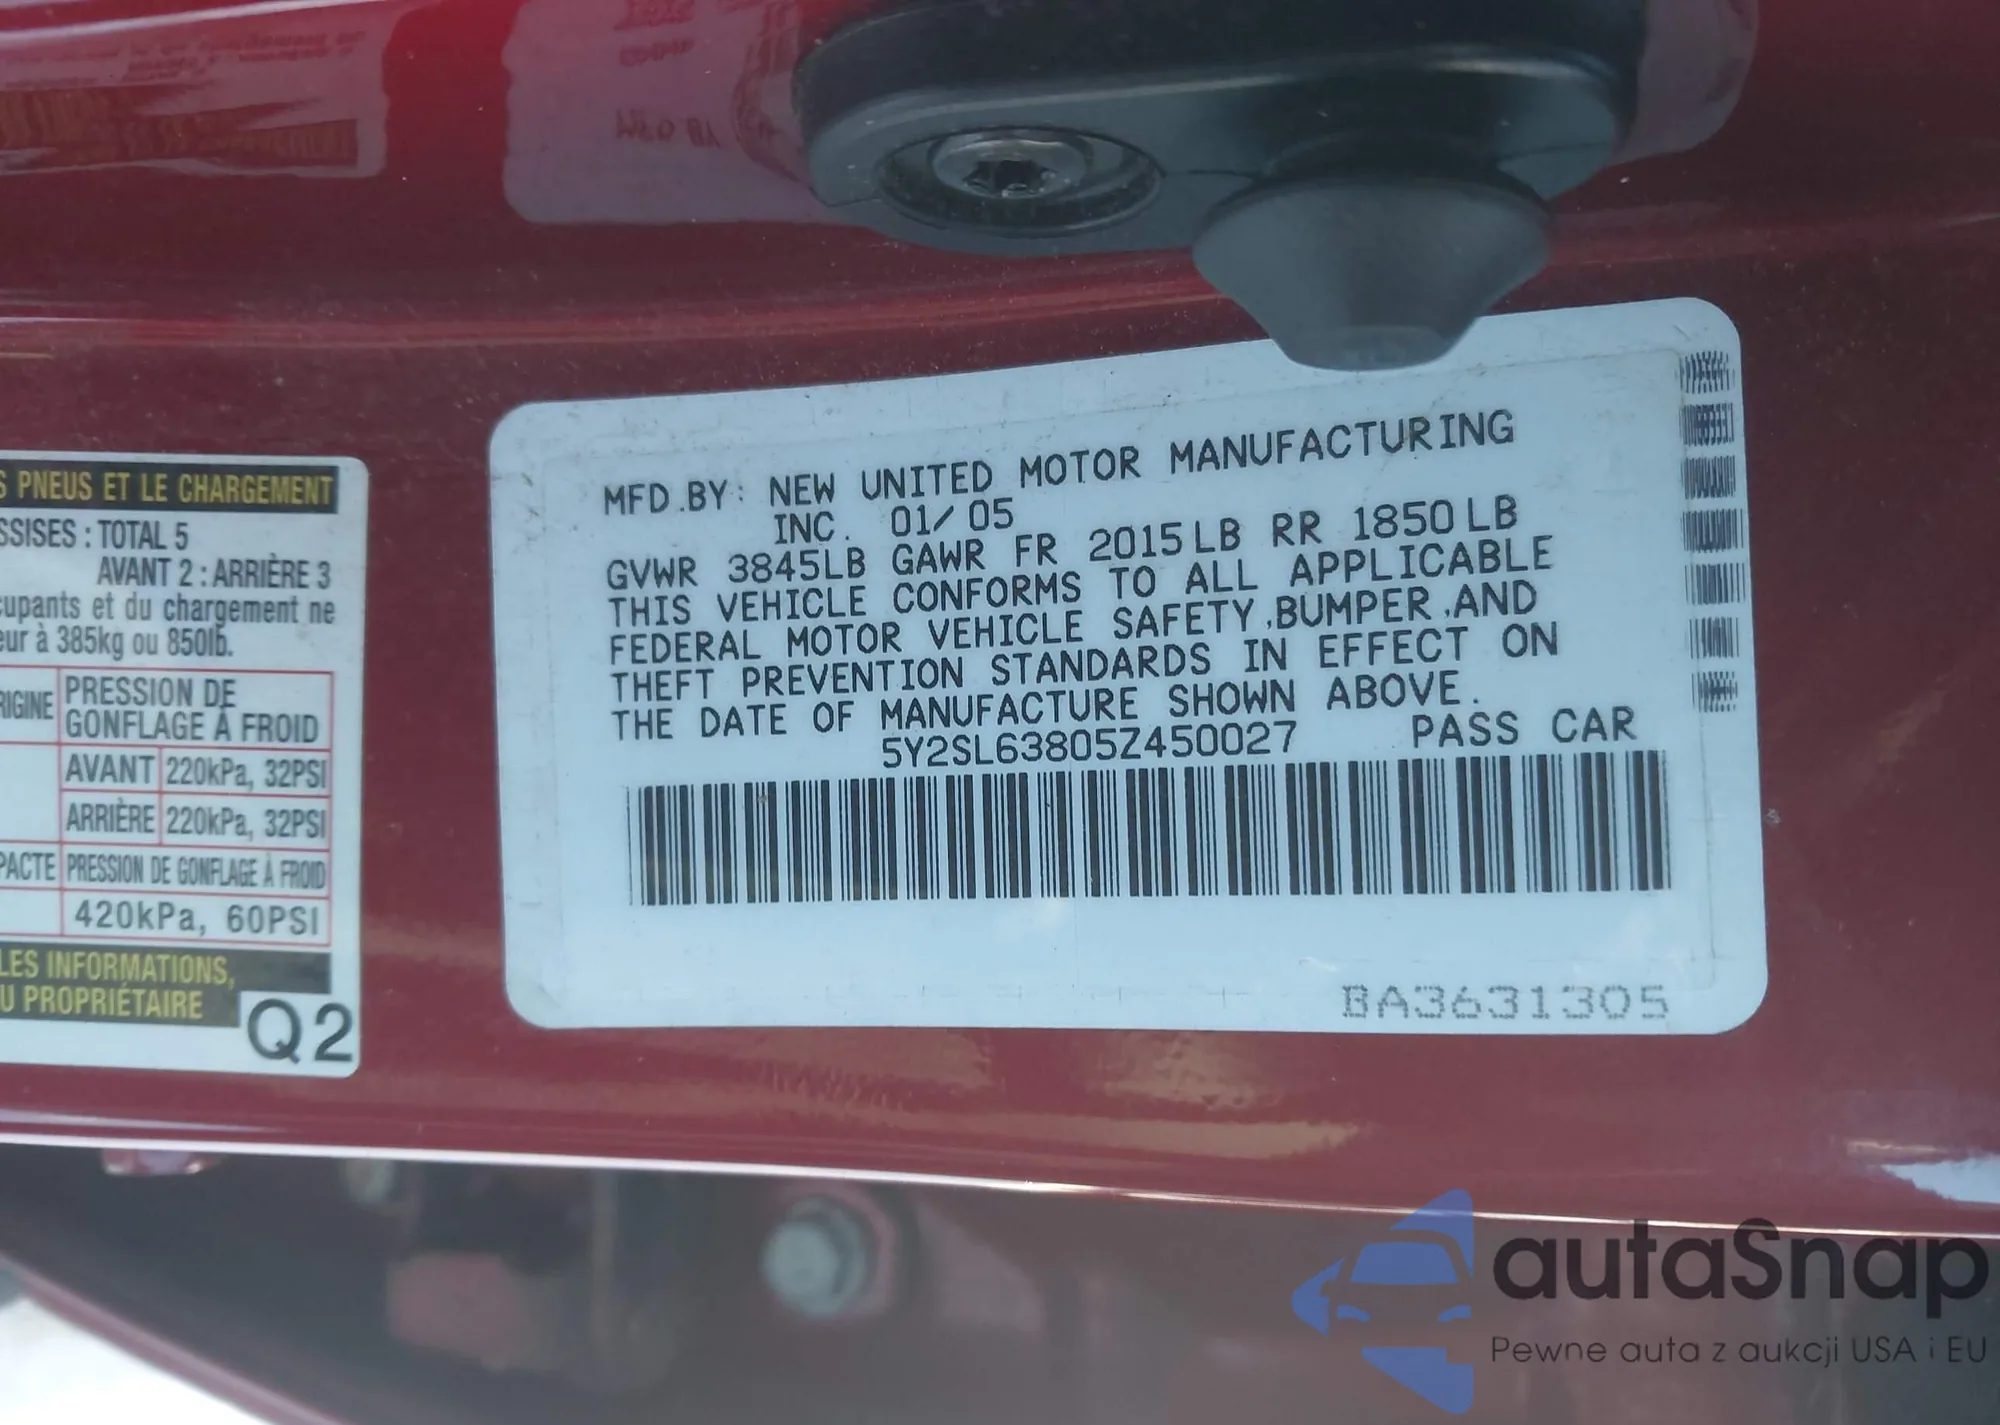 S PNEUS ET LE CHARGEMENT
SSISES : TOTAL 5
AVANT 2 : ARRIÈRE 3
cupants et du chargement ne
eur à 385kg ou 850lb.
RIGINE PRESSION DE
GONFLAGE À FROID
AVANT 220kPa, 32PSI
ARRIÈRE 220kPa, 32PSI
PACTE PRESSION DE GONFLAGE À FROID
420kPa, 60PSI
LES INFORMATIONS,
U PROPRIÉTAIRE
Q2
MFD.BY: NEW UNITED MOTOR MANUFACTURING
INC. 01/05
GVWR 3845LB GAWR FR 2015LB RR 1850LB
THIS VEHICLE CONFORMS TO ALL APPLICABLE
FEDERAL MOTOR VEHICLE SAFETY,BUMPER,AND
THEFT PREVENTION STANDARDS IN EFFECT ON
THE DATE OF MANUFACTURE SHOWN ABOVE.
5Y2SL63805Z450027 PASS CAR
BA3631305
autaSnap
Pewne auta z aukcji USA i EU